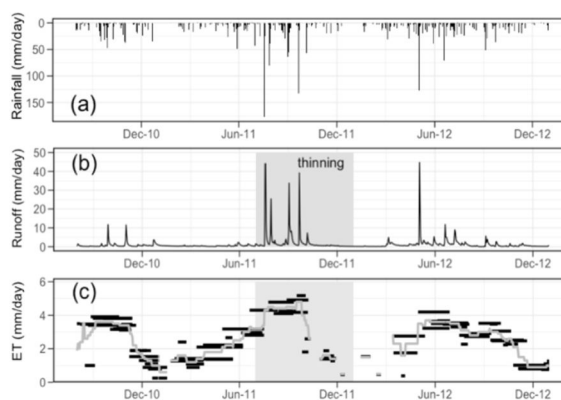 Rainfall (mm/day)
0
50
100
150
(a)
Dec-10
Jun-11
Dec-11
Jun-12
Dec-12
Runoff (mm/day)
50
40
30
20
10
0
(b)
thinning
Dec-10
Jun-11
Dec-11
Jun-12
Dec-12
ET (mm/day)
6
4
2
0
(c)
Dec-10
Jun-11
Dec-11
Jun-12
Dec-12